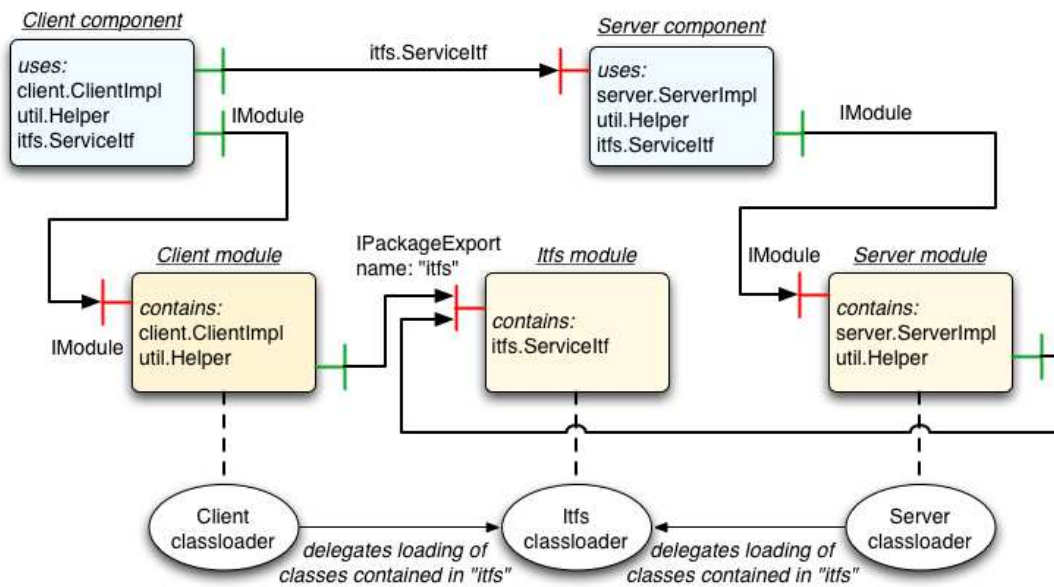 Client component
uses:
client.ClientImpl
util.Helper
itfs.ServiceItf
itfs.ServiceItf
IModule
Server component
uses:
server.ServerImpl
util.Helper
itfs.ServiceItf
IModule
Client module
contains:
client.ClientImpl
util.Helper
IModule
IPackageExport
name: "itfs"
Itfs module
contains:
itfs.ServiceItf
IModule
Server module
contains:
server.ServerImpl
util.Helper
Client
classloader
delegates loading of
classes contained in "itfs"
Itfs
classloader
delegates loading of
classes contained in "itfs"
Server
classloader